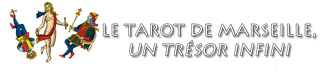 LE TAROT DE MARSEILLE,
UN TRÉSOR INFINI